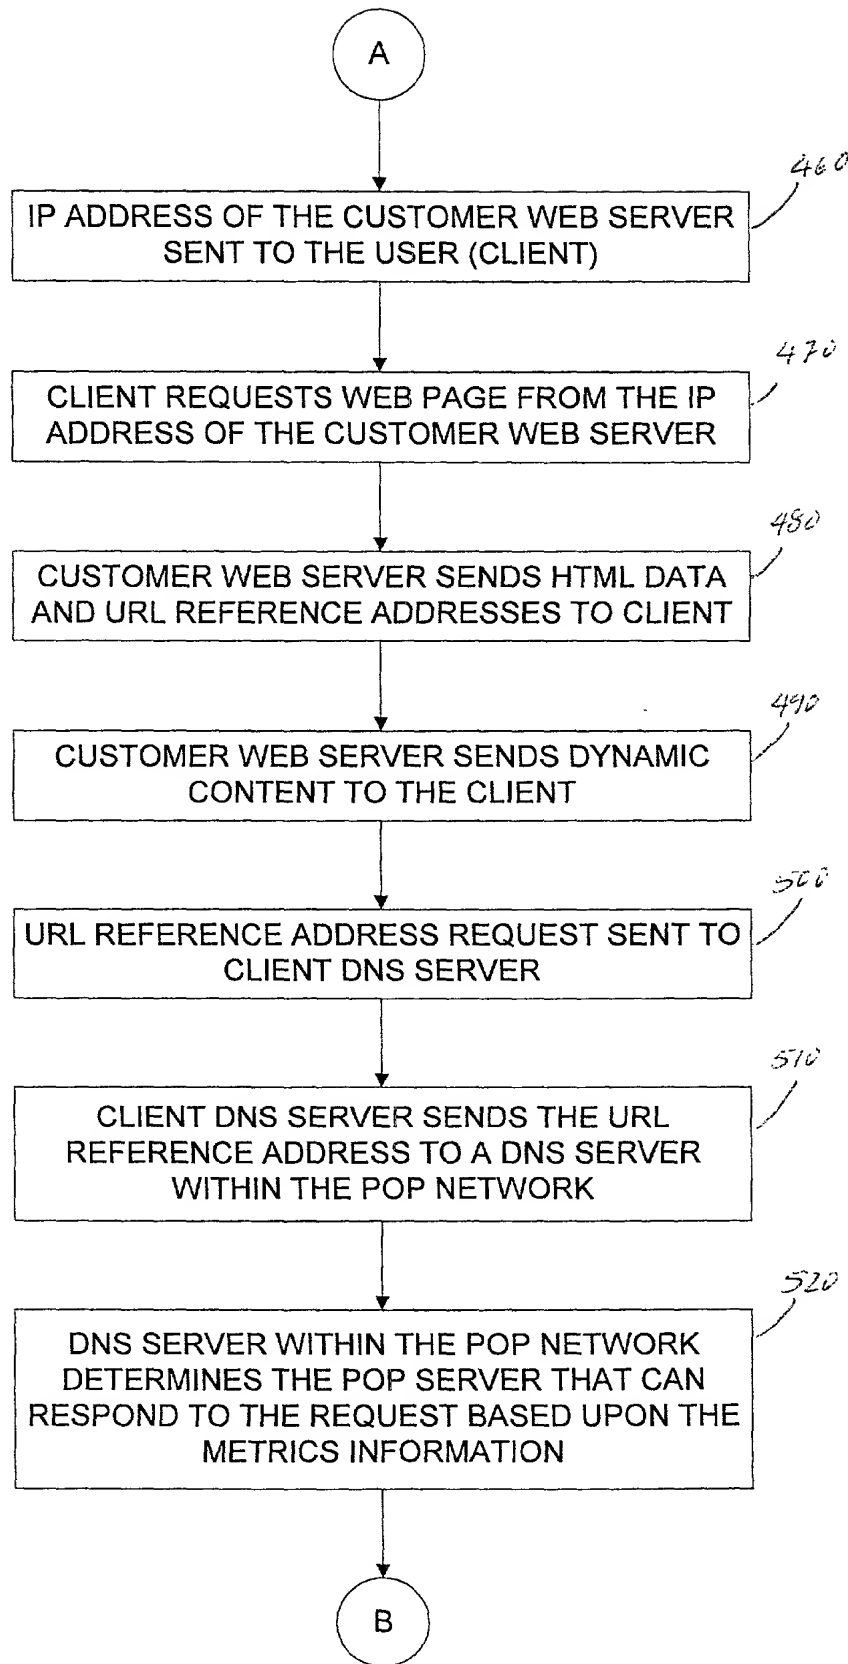 A
460
IP ADDRESS OF THE CUSTOMER WEB SERVER
SENT TO THE USER (CLIENT)
470
CLIENT REQUESTS WEB PAGE FROM THE IP
ADDRESS OF THE CUSTOMER WEB SERVER
480
CUSTOMER WEB SERVER SENDS HTML DATA
AND URL REFERENCE ADDRESSES TO CLIENT
490
CUSTOMER WEB SERVER SENDS DYNAMIC
CONTENT TO THE CLIENT
500
URL REFERENCE ADDRESS REQUEST SENT TO
CLIENT DNS SERVER
510
CLIENT DNS SERVER SENDS THE URL
REFERENCE ADDRESS TO A DNS SERVER
WITHIN THE POP NETWORK
520
DNS SERVER WITHIN THE POP NETWORK
DETERMINES THE POP SERVER THAT CAN
RESPOND TO THE REQUEST BASED UPON THE
METRICS INFORMATION
B